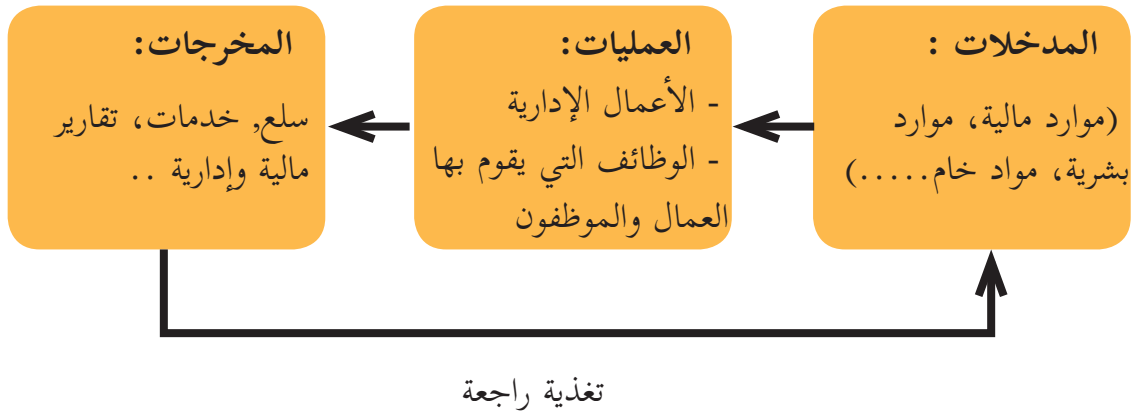 المدخلات :
(موارد مالية، موارد
بشرية، مواد خام.....)
العمليات:
- الأعمال الإدارية
- الوظائف التي يقوم بها
العمال والموظفون
المخرجات:
سلع, خدمات، تقارير
مالية وإدارية ..
تغذية راجعة